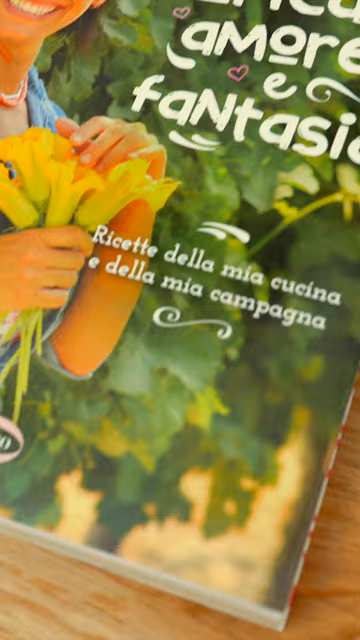 amore
e
fantasia
Ricette della mia cucina
e della mia campagna